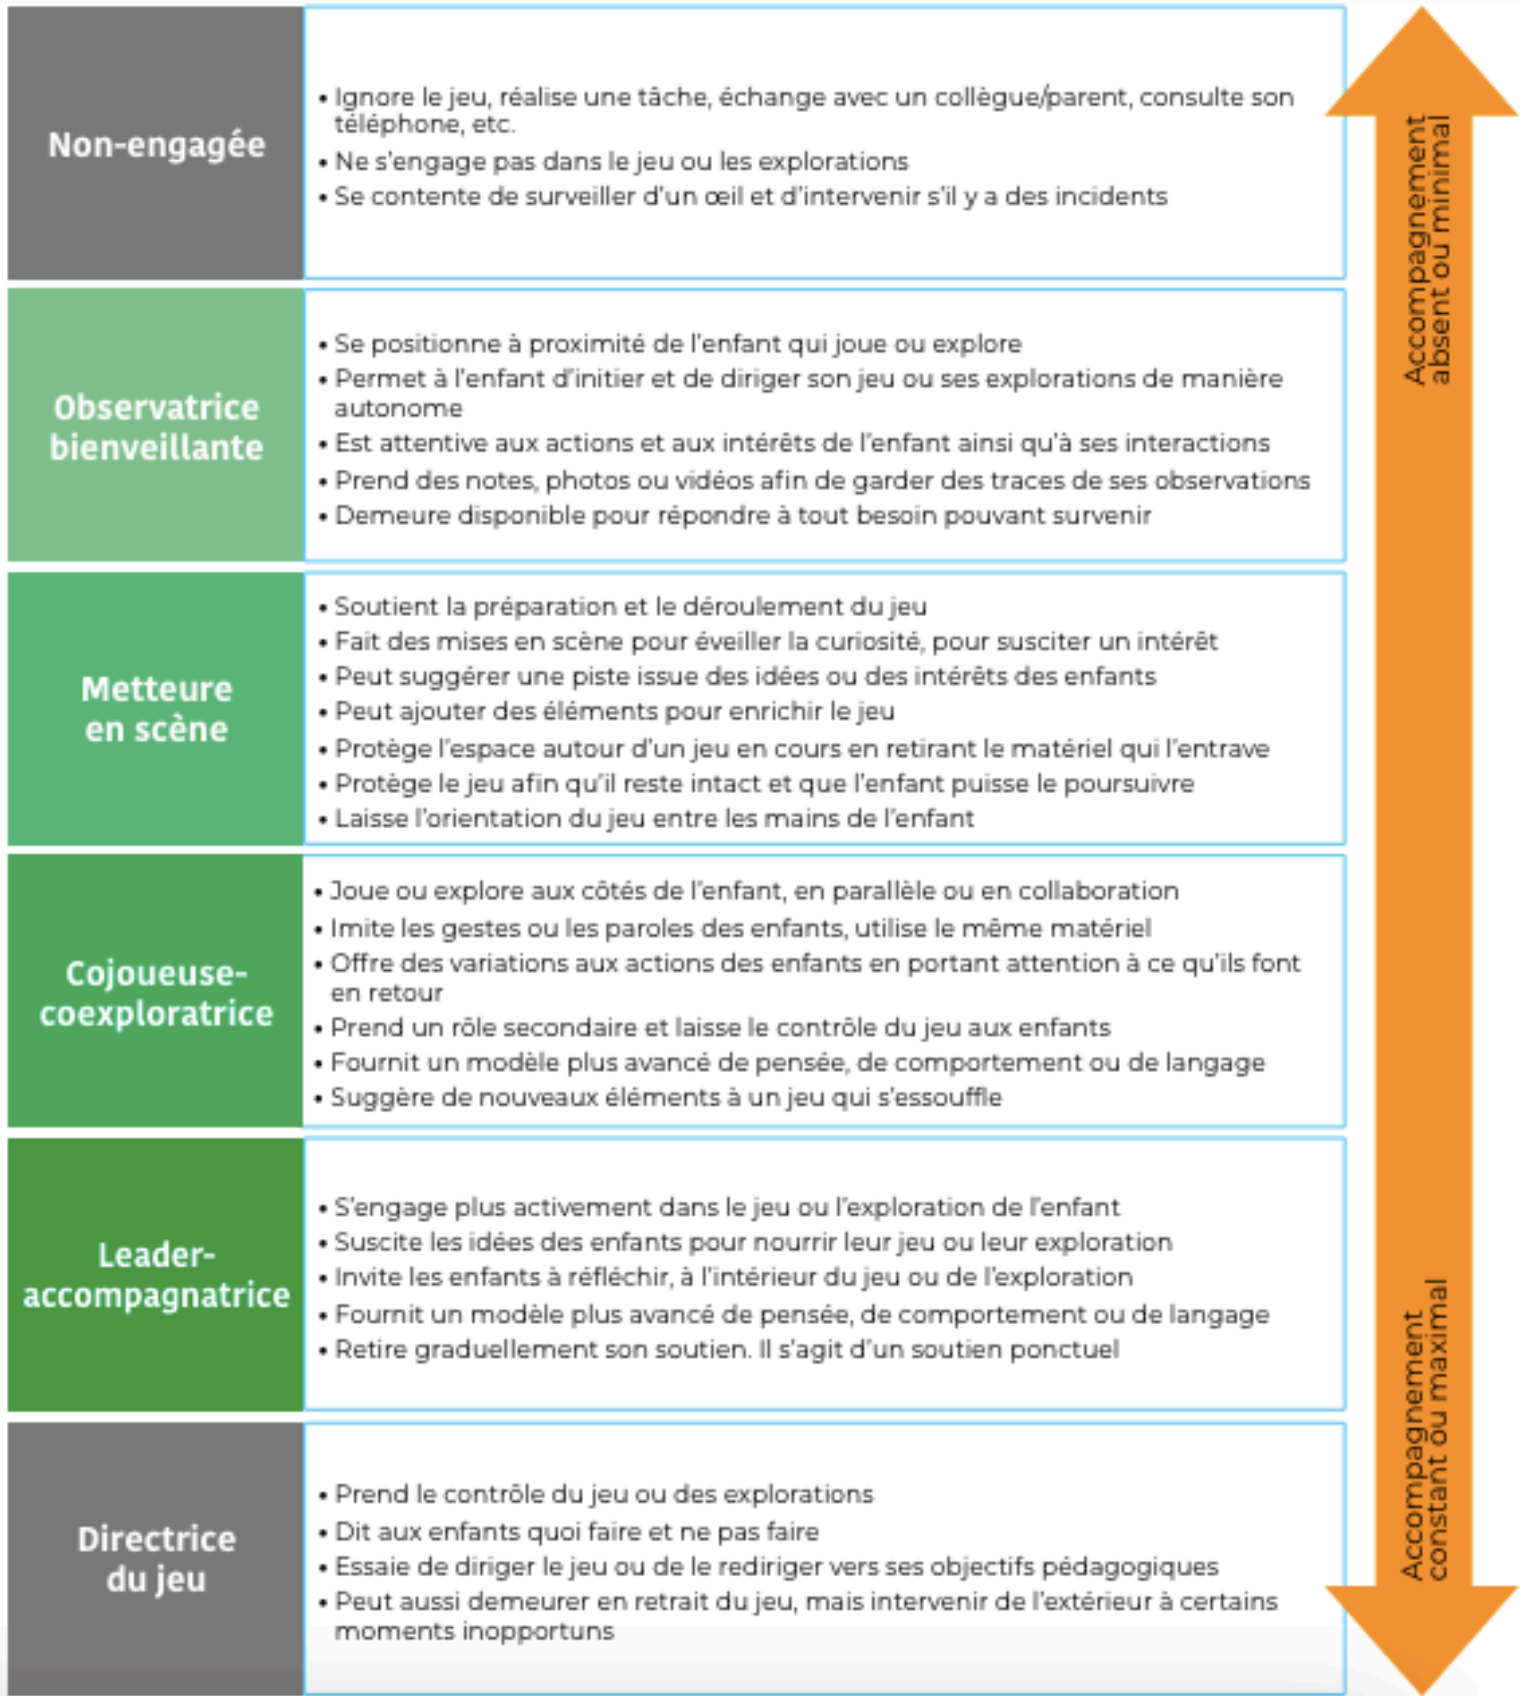 Non-engagée
• Ignore le jeu, réalise une tâche, échange avec un collègue/parent, consulte son
téléphone, etc.
• Ne s'engage pas dans le jeu ou les explorations
• Se contente de surveiller d'un œil et d'intervenir s'il y a des incidents
Accompagnement
absent ou minimal
Observatrice
bienveillante
• Se positionne à proximité de l'enfant qui joue ou explore
• Permet à l'enfant d'initier et de diriger son jeu ou ses explorations de manière
autonome
• Est attentive aux actions et aux intérêts de l'enfant ainsi qu'à ses interactions
• Prend des notes, photos ou vidéos afin de garder des traces de ses observations
• Demeure disponible pour répondre à tout besoin pouvant survenir
Metteure
en scène
• Soutient la préparation et le déroulement du jeu
• Fait des mises en scène pour éveiller la curiosité, pour susciter un intérêt
• Peut suggérer une piste issue des idées ou des intérêts des enfants
• Peut ajouter des éléments pour enrichir le jeu
• Protège l'espace autour d'un jeu en cours en retirant le matériel qui l'entrave
• Protège le jeu afin qu'il reste intact et que l'enfant puisse le poursuivre
• Laisse l'orientation du jeu entre les mains de l'enfant
Cojoueuse-
coexploratrice
• Joue ou explore aux côtés de l'enfant, en parallèle ou en collaboration
• Imite les gestes ou les paroles des enfants, utilise le même matériel
• Offre des variations aux actions des enfants en portant attention à ce qu'ils font
en retour
• Prend un rôle secondaire et laisse le contrôle du jeu aux enfants
• Fournit un modèle plus avancé de pensée, de comportement ou de langage
• Suggère de nouveaux éléments à un jeu qui s'essouffle
Leader-
accompagnatrice
• S'engage plus activement dans le jeu ou l'exploration de l'enfant
• Suscite les idées des enfants pour nourrir leur jeu ou leur exploration
• Invite les enfants à réfléchir, à l'intérieur du jeu ou de l'exploration
• Fournit un modèle plus avancé de pensée, de comportement ou de langage
• Retire graduellement son soutien. Il s'agit d'un soutien ponctuel
Accompagnement
constant ou maximal
Directrice
du jeu
• Prend le contrôle du jeu ou des explorations
• Dit aux enfants quoi faire et ne pas faire
• Essaie de diriger le jeu ou de le rediriger vers ses objectifs pédagogiques
• Peut aussi demeurer en retrait du jeu, mais intervenir de l'extérieur à certains
moments inopportuns